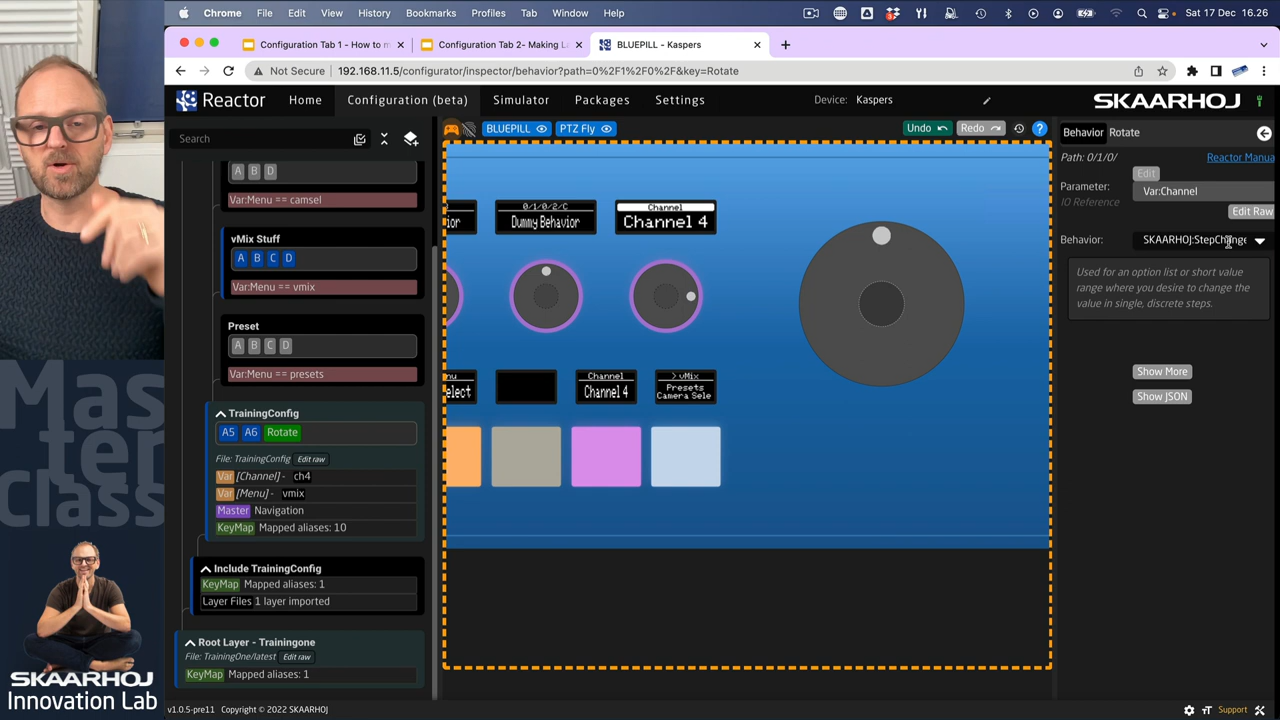 Chrome File Edit View History Bookmarks Profiles Tab Window Help Sat 17 Dec 16.26
Configuration Tab 1 - How to m
Configuration Tab 2- Making La
BLUEPILL - Kaspers
Not Secure 192.168.11.5/configurator/inspector/behavior?path=0%2F1%2F0%2F&key=Rotate
Reactor Home Configuration (beta) Simulator Packages Settings Device: Kaspers SKAARHOJ
Search
BLUEPILL PTZ Fly Undo Redo ?
A B D
Var:Menu == camsel
vMix Stuff
A B C D
Var:Menu == vmix
Preset
A B C D
Var:Menu == presets
TrainingConfig
A5 A6 Rotate
File: TrainingConfig Edit raw
Var [Channel] - ch4
Var [Menu] - vmix
Master Navigation
KeyMap Mapped aliases: 10
Include TrainingConfig
KeyMap Mapped aliases: 1
Layer Files 1 layer imported
Root Layer - Trainingone
File: TrainingOne/latest Edit raw
KeyMap Mapped aliases: 1
0/1/0/2/C
Dummy Behavior
Channel
Channel 4
Channel
Channel 4
vMix
Presets
Camera Sele
Behavior Rotate
Path: 0/1/0/ Reactor Manua
Edit
Parameter: Var:Channel
IO Reference
Edit Raw
Behavior: SKAARHOJ:StepChange
Used for an option list or short value
range where you desire to change the
value in single, discrete steps.
Show More
Show JSON
Master
Class
SKAARHOJ
Innovation Lab
v1.0.5-pre11 Copyright © 2022 SKAARHOJ
Support